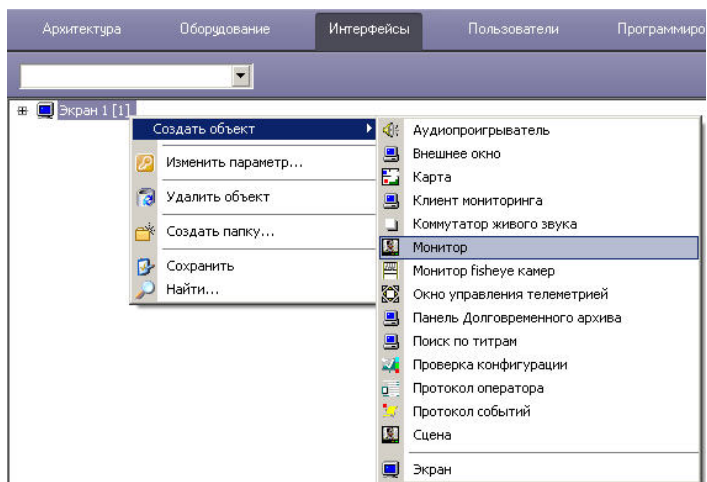 Архитектура Оборудование Интерфейсы Пользователи Программиро
Экран 1 [1]
Создать объект
Изменить параметр...
Удалить объект
Создать папку...
Сохранить
Найти...
Аудиопроигрыватель
Внешнее окно
Карта
Клиент мониторинга
Коммутатор живого звука
Монитор
Монитор fisheye камер
Окно управления телеметрией
Панель Долговременного архива
Поиск по титрам
Проверка конфигурации
Протокол оператора
Протокол событий
Сцена
Экран